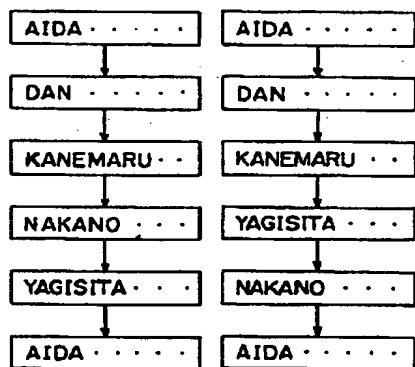 AIDA · · · · ·
DAN · · · · ·
KANEMARU · ·
NAKANO · · ·
YAGISITA · · ·
AIDA · · · · ·
AIDA · · · · ·
DAN · · · · ·
KANEMARU · ·
YAGISITA · · ·
NAKANO · · ·
AIDA · · · · ·